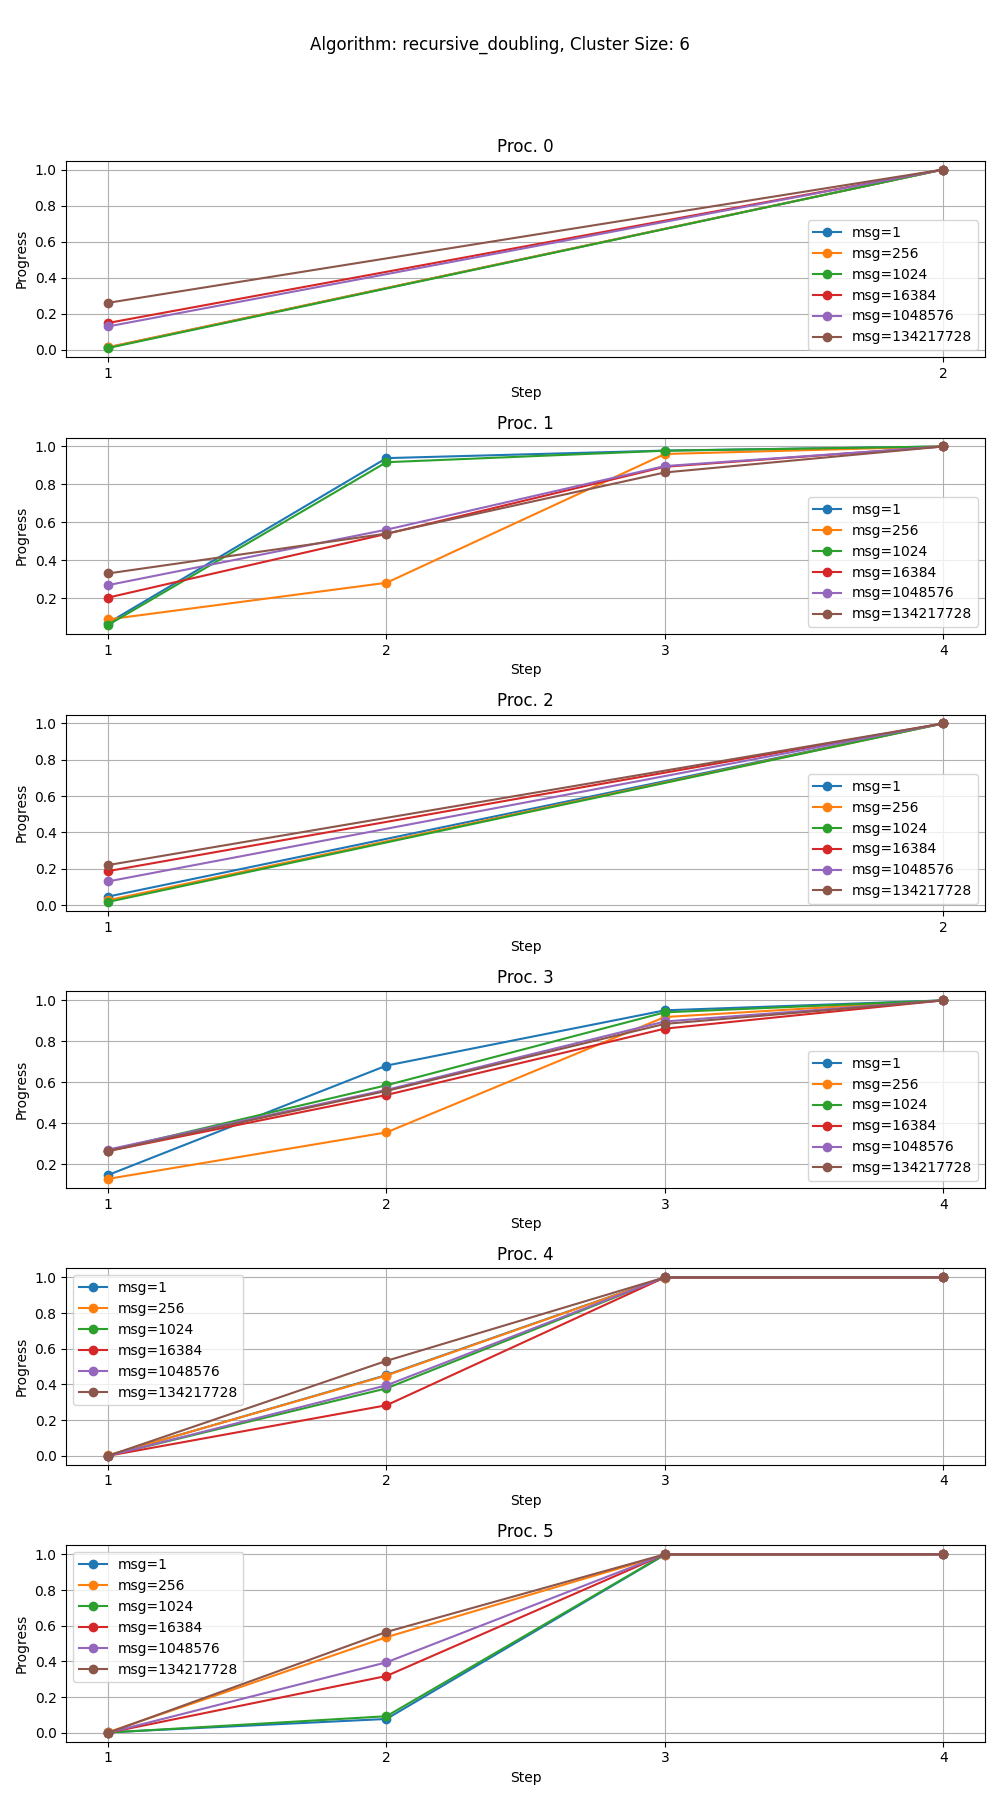 Algorithm: recursive_doubling, Cluster Size: 6
Proc. 0
Progress
1.0
0.8
0.6
0.4
0.2
0.0
msg=1
msg=256
msg=1024
msg=16384
msg=1048576
msg=134217728
1 2
Step
Proc. 1
Progress
1.0
0.8
0.6
0.4
0.2
msg=1
msg=256
msg=1024
msg=16384
msg=1048576
msg=134217728
1 2 3 4
Step
Proc. 2
Progress
1.0
0.8
0.6
0.4
0.2
0.0
msg=1
msg=256
msg=1024
msg=16384
msg=1048576
msg=134217728
1 2
Step
Proc. 3
Progress
1.0
0.8
0.6
0.4
0.2
msg=1
msg=256
msg=1024
msg=16384
msg=1048576
msg=134217728
1 2 3 4
Step
Proc. 4
Progress
1.0
0.8
0.6
0.4
0.2
0.0
msg=1
msg=256
msg=1024
msg=16384
msg=1048576
msg=134217728
1 2 3 4
Step
Proc. 5
Progress
1.0
0.8
0.6
0.4
0.2
0.0
msg=1
msg=256
msg=1024
msg=16384
msg=1048576
msg=134217728
1 2 3 4
Step